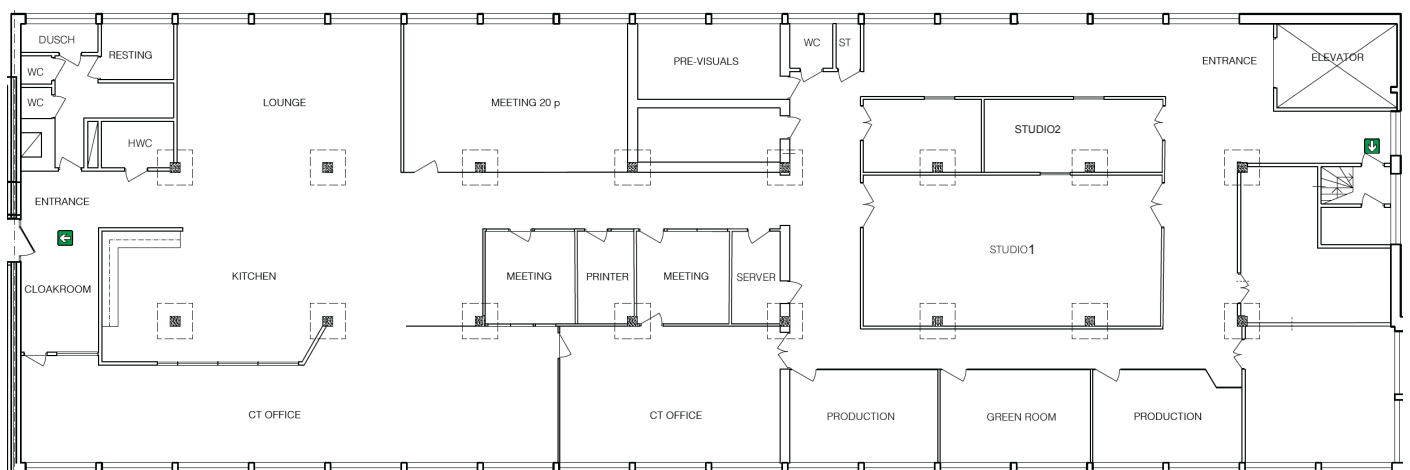 DUSCH
RESTING
WC
WC
HWC
LOUNGE
MEETING 20 p
PRE-VISUALS
WC
ST
ENTRANCE
ELEVATOR
STUDIO2
ENTRANCE
STUDIO1
CLOAKROOM
KITCHEN
MEETING
PRINTER
MEETING
SERVER
CT OFFICE
CT OFFICE
PRODUCTION
GREEN ROOM
PRODUCTION